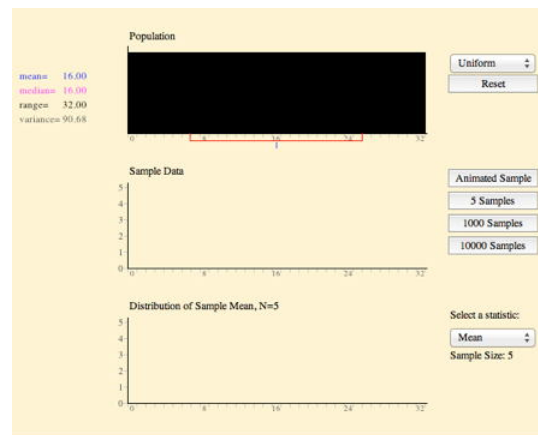 Population
mean= 16.00
median= 16.00
range= 32.00
variance= 90.68
Uniform
Reset
0 8 16 24 32
Sample Data
5
4
3
2
1
0
0 8 16 24 32
Animated Sample
5 Samples
1000 Samples
10000 Samples
Distribution of Sample Mean, N=5
5
4
3
2
1
0
0 8 16 24 32
Select a statistic:
Mean
Sample Size: 5